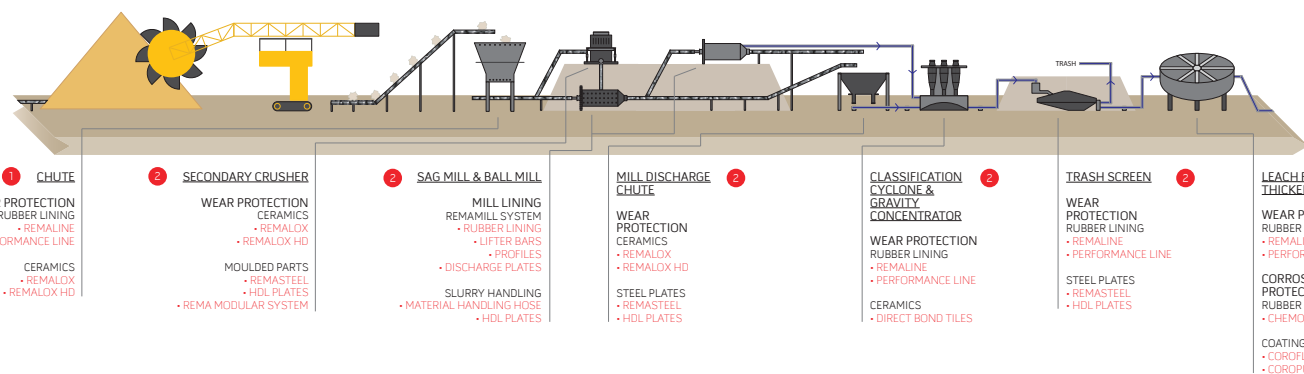 TRASH
1 CHUTE
PROTECTION
RUBBER LINING
• REMALINE
LINE
CERAMICS
• REMALOX
• REMALOX HD
2 SECONDARY CRUSHER
WEAR PROTECTION
CERAMICS
• REMALOX
• REMALOX HD
MOULDED PARTS
• REMASTEEL
• HDL PLATES
• REMA MODULAR SYSTEM
2 SAG MILL & BALL MILL
MILL LINING
REMAMILL SYSTEM
• RUBBER LINING
• LIFTER BARS
• PROFILES
• DISCHARGE PLATES
SLURRY HANDLING
• MATERIAL HANDLING HOSE
• HDL PLATES
MILL DISCHARGE 2
CHUTE
WEAR
PROTECTION
CERAMICS
• REMALOX
• REMALOX HD
STEEL PLATES
• REMASTEEL
• HDL PLATES
CLASSIFICATION 2
CYCLONE &
GRAVITY
CONCENTRATOR
WEAR PROTECTION
RUBBER LINING
• REMALINE
• PERFORMANCE LINE
CERAMICS
• DIRECT BOND TILES
TRASH SCREEN 2
WEAR
PROTECTION
RUBBER LINING
• REMALINE
• PERFORMANCE LINE
STEEL PLATES
• REMASTEEL
• HDL PLATES
LEACH
WEAR
RUBBER
RUBBER
COATING